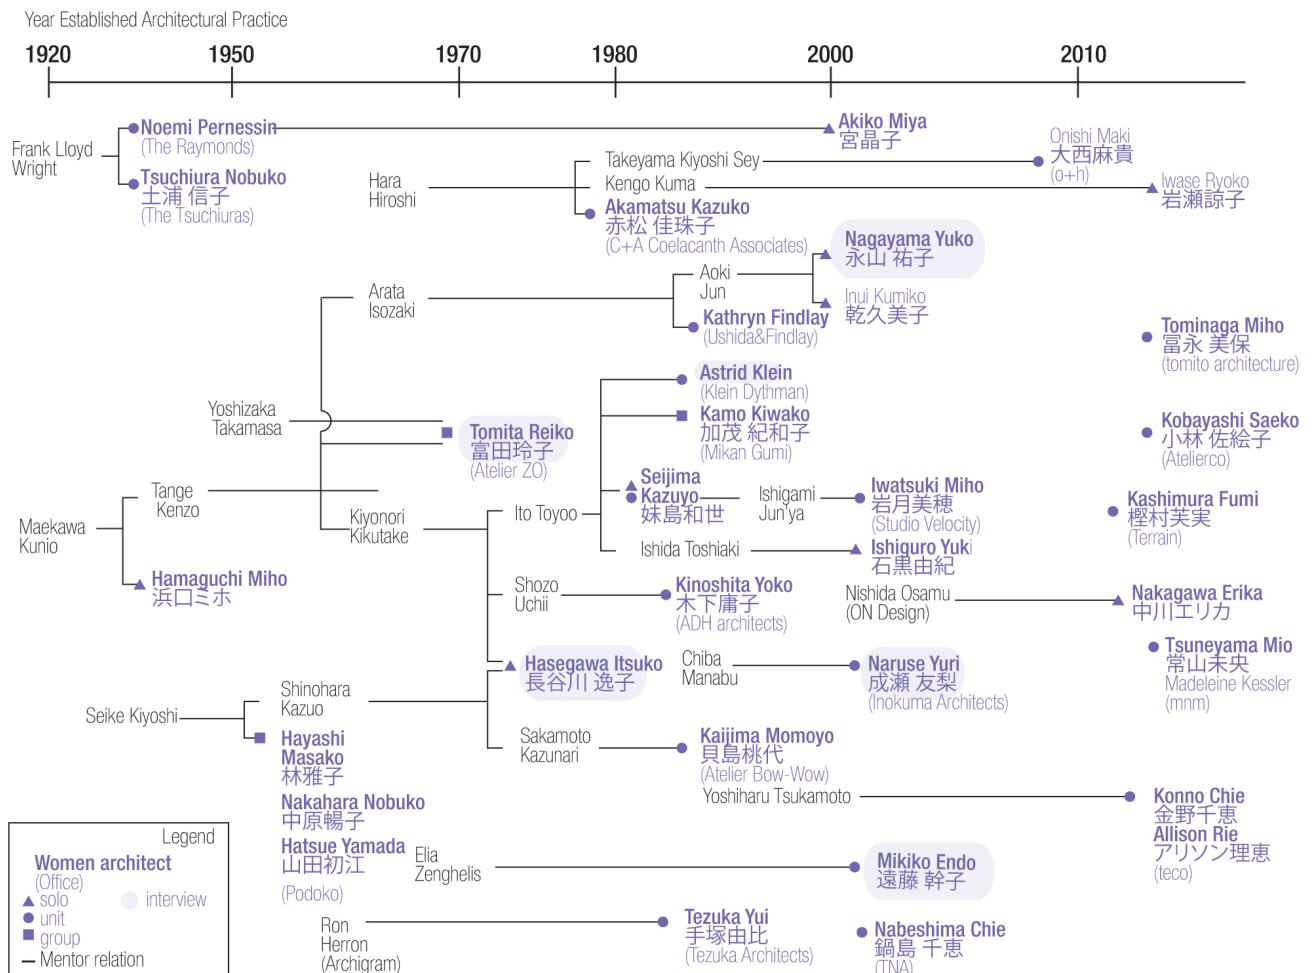 Year Established Architectural Practice
1920 1950 1970 1980 2000 2010
Frank Lloyd
Wright
Noemi Pernessin
(The Raymonds)
Tsuchiura Nobuko
土浦 信子
(The Tsuchiuras)
Akiko Miya
宮晶子
Hara
Hiroshi
Takeyama Kiyoshi Sey
Kengo Kuma
Akamatsu Kazuko
赤松 佳珠子
(C+A Coelacanth Associates)
Onishi Maki
大西麻貴
(o+h)
Iwase Ryoko
岩瀬諒子
Nagayama Yuko
永山 祐子
Aoki
Jun
Inui Kumiko
乾久美子
Arata
Isozaki
Kathryn Findlay
(Ushida&Findlay)
Tominaga Miho
冨永 美保
(tomito architecture)
Astrid Klein
(Klein Dythman)
Yoshizaka
Takamasa
Kamo Kiwako
加茂 紀和子
(Mikan Gumi)
Tomita Reiko
富田玲子
(Atelier ZO)
Kobayashi Saeko
小林 佐絵子
(Atelierco)
Seijima
Kazuyo
妹島和世
Ishigami
Jun'ya
Iwatsuki Miho
岩月美穂
(Studio Velocity)
Kashimura Fumi
樫村芙実
(Terrain)
Tange
Kenzo
Maekawa
Kunio
Kiyonori
Kikutake
Ito Toyoo
Ishida Toshiaki
Ishiguro Yuki
石黒由紀
Hamaguchi Miho
浜口ミホ
Shozo
Uchii
Kinoshita Yoko
木下庸子
(ADH architects)
Nishida Osamu
(ON Design)
Nakagawa Erika
中川エリカ
Hasegawa Itsuko
長谷川 逸子
Chiba
Manabu
Naruse Yuri
成瀬 友梨
(Inokuma Architects)
Tsuneyama Mio
常山未央
Madeleine Kessler
(mnm)
Shinohara
Kazuo
Seike Kiyoshi
Hayashi
Masako
林雅子
Nakahara Nobuko
中原暢子
Hatsue Yamada
山田初江
(Podoko)
Sakamoto
Kazunari
Kaijima Momoyo
貝島桃代
(Atelier Bow-Wow)
Yoshiharu Tsukamoto
Konno Chie
金野千恵
Allison Rie
アリソン理恵
(teco)
Elia
Zenghelis
Mikiko Endo
遠藤 幹子
Ron
Herron
(Archigram)
Tezuka Yui
手塚由比
(Tezuka Architects)
Nabeshima Chie
鍋島 千恵
(TNA)
Legend
Women architect
(Office)
solo
interview
unit
group
Mentor relation